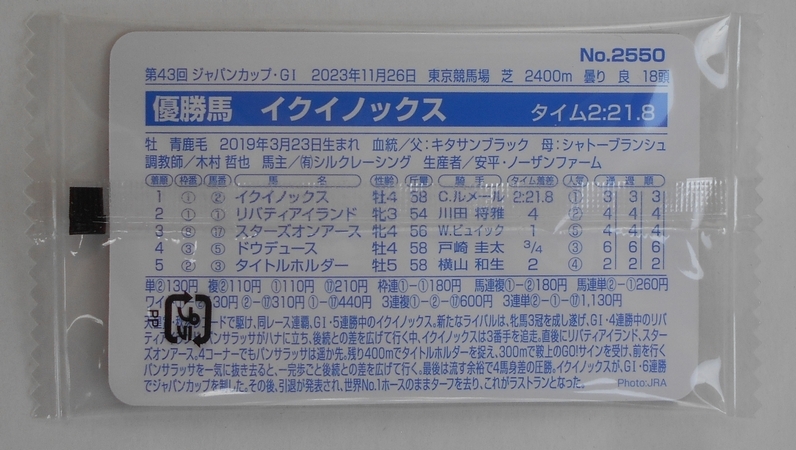 No.2550
第43回 ジャパンカップ・GI 2023年11月26日 東京競馬場 芝 2400m 曇り 良 18頭
優勝馬 イクイノックス タイム2:21.8
牡 青鹿毛 2019年3月23日生まれ 血統/父:キタサンブラック 母:シャトーブランシュ
調教師/木村 哲也 馬主/㈲シルクレーシング 生産者/安平・ノーザンファーム
着順 枠番 馬番 馬名 性齢 斤量 騎手 タイム着差 人気 通過順
1 ① ② イクイノックス 牡4 58 C.ルメール 2:21.8 ① 3 3 3
2 ① ① リバティアイランド 牝3 54 川田 将雅 4 ② 4 4 4
3 ⑧ ⑰ スターズオンアース 牝4 56 W.ビュイック 1 ⑤ 4 4 4
4 ③ ⑤ ドウデュース 牡4 58 戸崎 圭太 3/4 ③ 6 6 6
5 ② ③ タイトルホルダー 牡5 58 横山 和生 2 ④ 2 2 2
単②130円 複②110円 ①110円 ⑰210円 枠連①-①180円 馬連複①-②180円 馬連単②-①260円
ワイ 30円 ②-⑰310円 ①-⑰440円 3連複①-②-⑰600円 3連単②-①-⑰1,130円
ードで駆け、同レース連覇、GI・5連勝中のイクイノックス。新たなライバルは、牝馬3冠を成し遂げ、GI・4連勝中のリバ
ティア パンサラッサがハナに立ち、後続との差を広げて行く中、イクイノックスは3番手を追走。直後にリバティアイランド、スター
ズオンアース。4コーナーでもパンサラッサは遥か先。残り400mでタイトルホルダーを捉え、300mで鞍上のGO!サインを受け、前を行く
パンサラッサを一気に抜き去ると、一完歩ごと後続との差を広げて行く。最後は流す余裕で4馬身差の圧勝。イクイノックスが、GI・6連勝
でジャパンカップを制した。その後、引退が発表され、世界No.1ホースのままターフを去り、これがラストランとなった。 Photo:JRA
プラ
PP